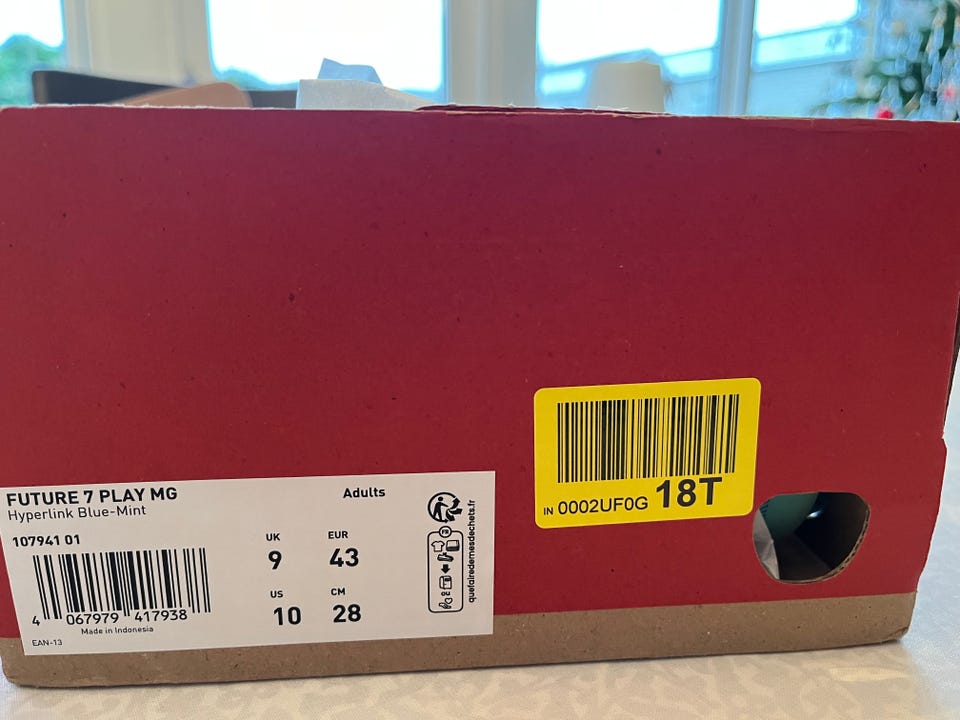 FUTURE 7 PLAY MG
Hyperlink Blue-Mint
Adults
107941 01
UK
9
EUR
43
US
10
CM
28
4 067979 417938
Made in Indonesia
EAN-13
FR
quefairedemesdechets.fr
IN 0002UF0G 18T